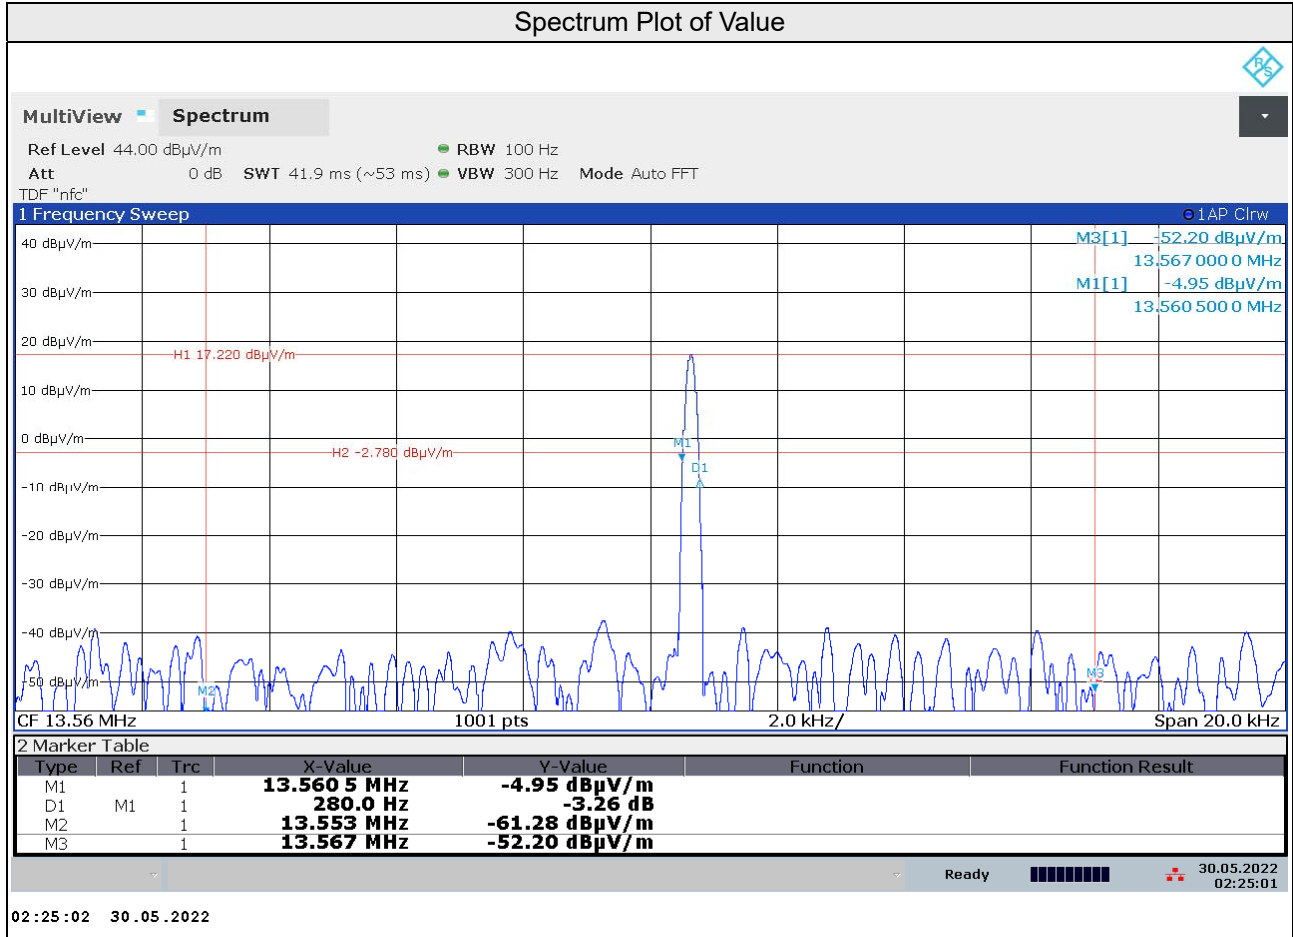 Spectrum Plot of Value
R&S
MultiView Spectrum
Ref Level 44.00 dBµV/m RBW 100 Hz
Att 0 dB SWT 41.9 ms (~53 ms) VBW 300 Hz Mode Auto FFT
TDF "nfc"
1 Frequency Sweep 1AP Clrw
M3[1] -52.20 dBµV/m
13.567 000 0 MHz
M1[1] -4.95 dBµV/m
13.560 500 0 MHz
40 dBµV/m
30 dBµV/m
20 dBµV/m
H1 17.220 dBµV/m
10 dBµV/m
0 dBµV/m
M1
H2 -2.780 dBµV/m
D1
-10 dBµV/m
-20 dBµV/m
-30 dBµV/m
-40 dBµV/m
-50 dBµV/m
M2
M3
CF 13.56 MHz 1001 pts 2.0 kHz/ Span 20.0 kHz
2 Marker Table
Type Ref Trc X-Value Y-Value Function Function Result
M1 1 13.560 5 MHz -4.95 dBµV/m
D1 M1 1 280.0 Hz -3.26 dB
M2 1 13.553 MHz -61.28 dBµV/m
M3 1 13.567 MHz -52.20 dBµV/m
Ready 30.05.2022
02:25:01
02:25:02 30.05.2022